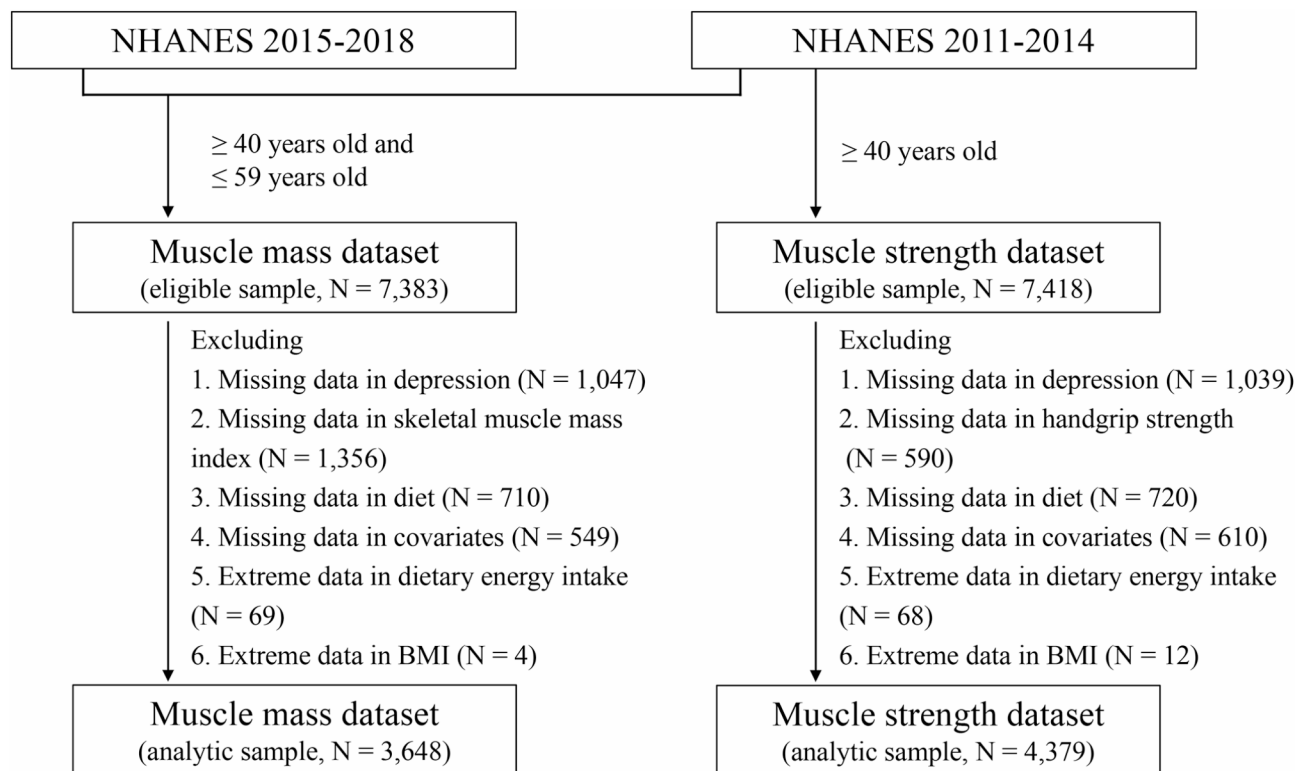 NHANES 2015-2018
NHANES 2011-2014
≥ 40 years old and
≤ 59 years old
≥ 40 years old
Muscle mass dataset
(eligible sample, N = 7,383)
Muscle strength dataset
(eligible sample, N = 7,418)
Excluding
1. Missing data in depression (N = 1,047)
2. Missing data in skeletal muscle mass
index (N = 1,356)
3. Missing data in diet (N = 710)
4. Missing data in covariates (N = 549)
5. Extreme data in dietary energy intake
(N = 69)
6. Extreme data in BMI (N = 4)
Excluding
1. Missing data in depression (N = 1,039)
2. Missing data in handgrip strength
(N = 590)
3. Missing data in diet (N = 720)
4. Missing data in covariates (N = 610)
5. Extreme data in dietary energy intake
(N = 68)
6. Extreme data in BMI (N = 12)
Muscle mass dataset
(analytic sample, N = 3,648)
Muscle strength dataset
(analytic sample, N = 4,379)